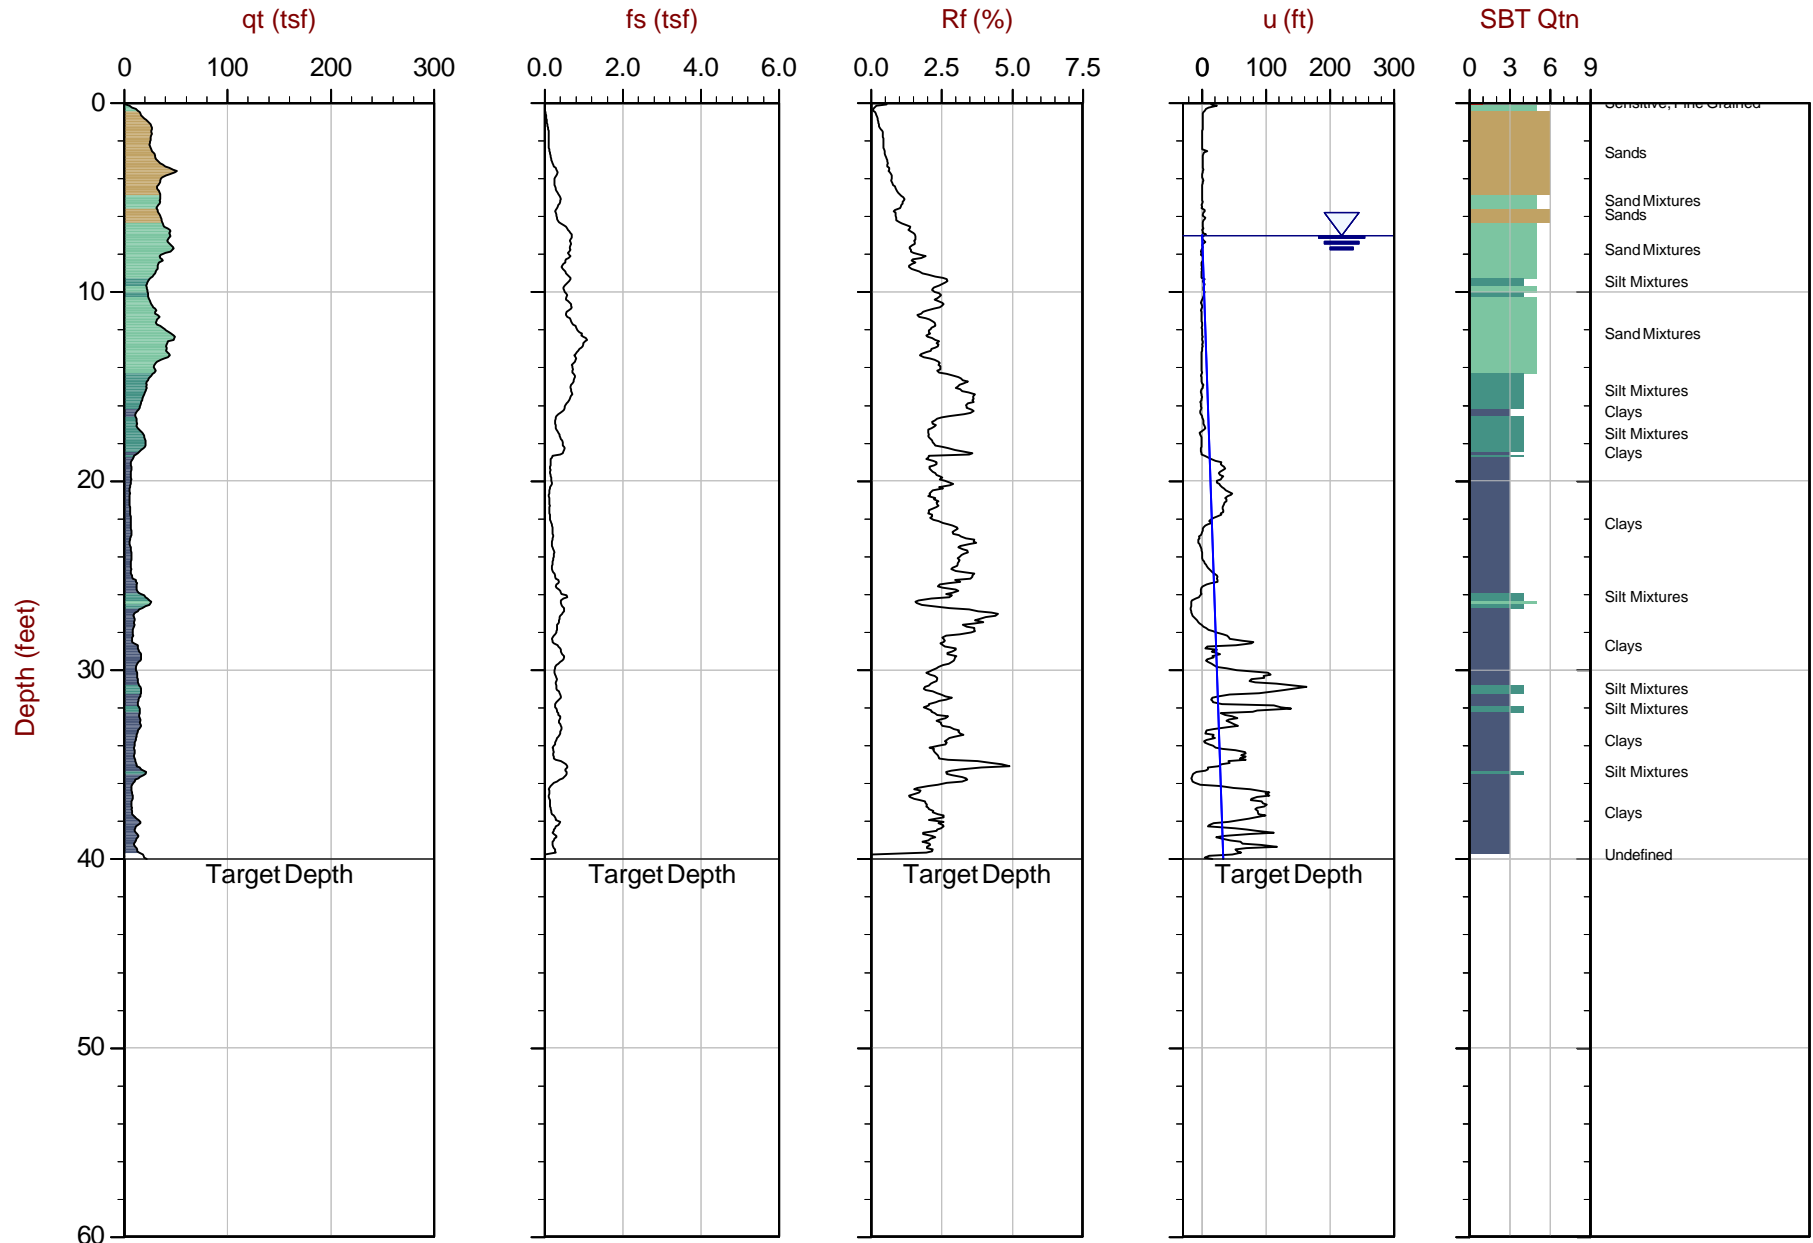 qt (tsf) fs (tsf) Rf (%) u (ft) SBT Qtn
0 100 200 300 0.0 2.0 4.0 6.0 0.0 2.5 5.0 7.5 0 100 200 300 0 3 6 9
0
Sensitive, Fine Grained
Sands
Sand Mixtures
Sands
Sand Mixtures
Silt Mixtures
10
Sand Mixtures
Silt Mixtures
Clays
Silt Mixtures
Clays
20
Clays
Silt Mixtures
Clays
30
Silt Mixtures
Silt Mixtures
Clays
Silt Mixtures
Clays
Undefined
40
Target Depth Target Depth Target Depth Target Depth
50
60
Depth (feet)